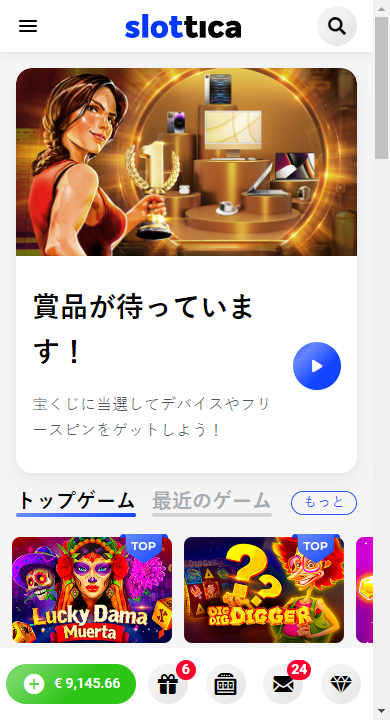 slottica
1
賞品が待っていま
す！
宝くじに当選してデバイスやフリ
ースピンをゲットしよう！
トップゲーム
最近のゲーム
もっと
TOP
TOP
Lucky Dama
Muerta
DIG
DIG
DIGGER
6
24
€ 9,145.66